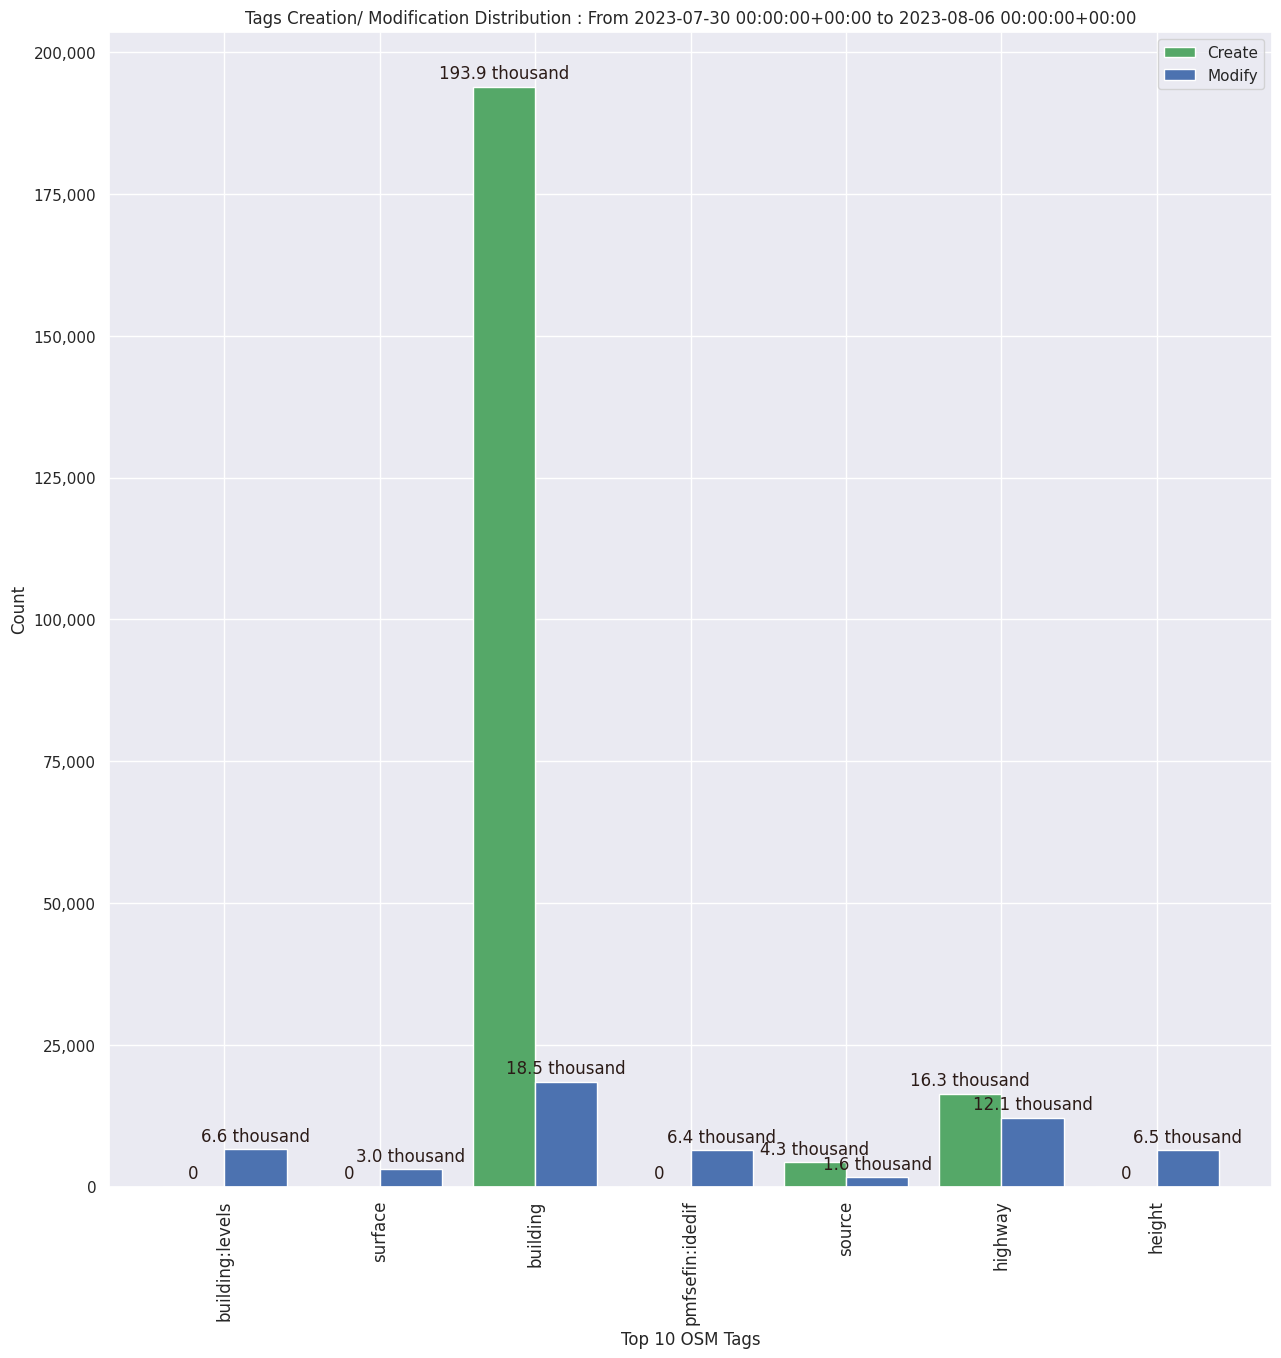 Tags Creation/ Modification Distribution : From 2023-07-30 00:00:00+00:00 to 2023-08-06 00:00:00+00:00
Create
Modify
200,000
175,000
150,000
125,000
100,000
75,000
50,000
25,000
0
Count
0
6.6 thousand
0
3.0 thousand
193.9 thousand
18.5 thousand
0
6.4 thousand
4.3 thousand
1.6 thousand
16.3 thousand
12.1 thousand
0
6.5 thousand
building:levels
surface
building
pmfsefin:idedif
source
highway
height
Top 10 OSM Tags